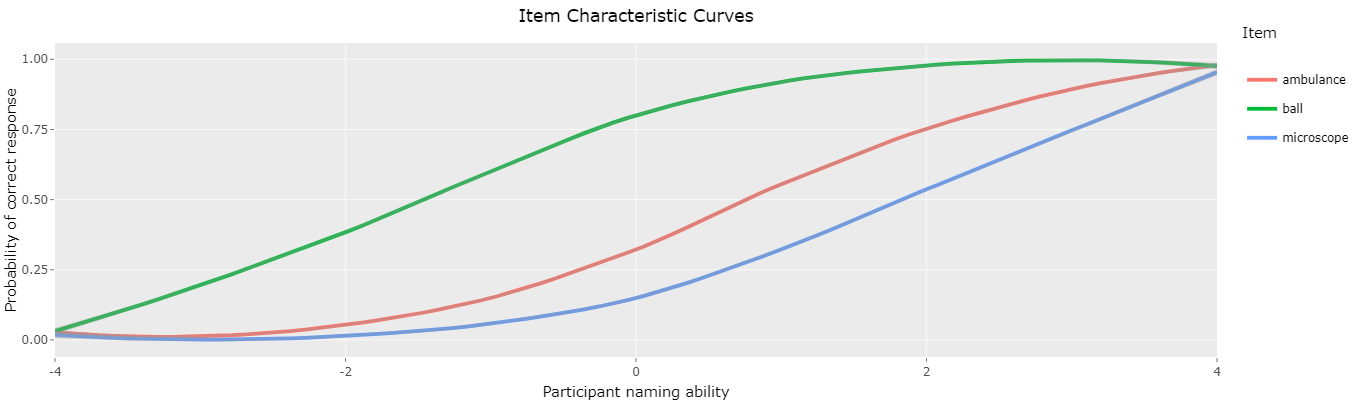 Item Characteristic Curves
Item
ambulance
ball
microscope
Probability of correct response
1.00
0.75
0.50
0.25
0.00
-4
-2
0
2
4
Participant naming ability